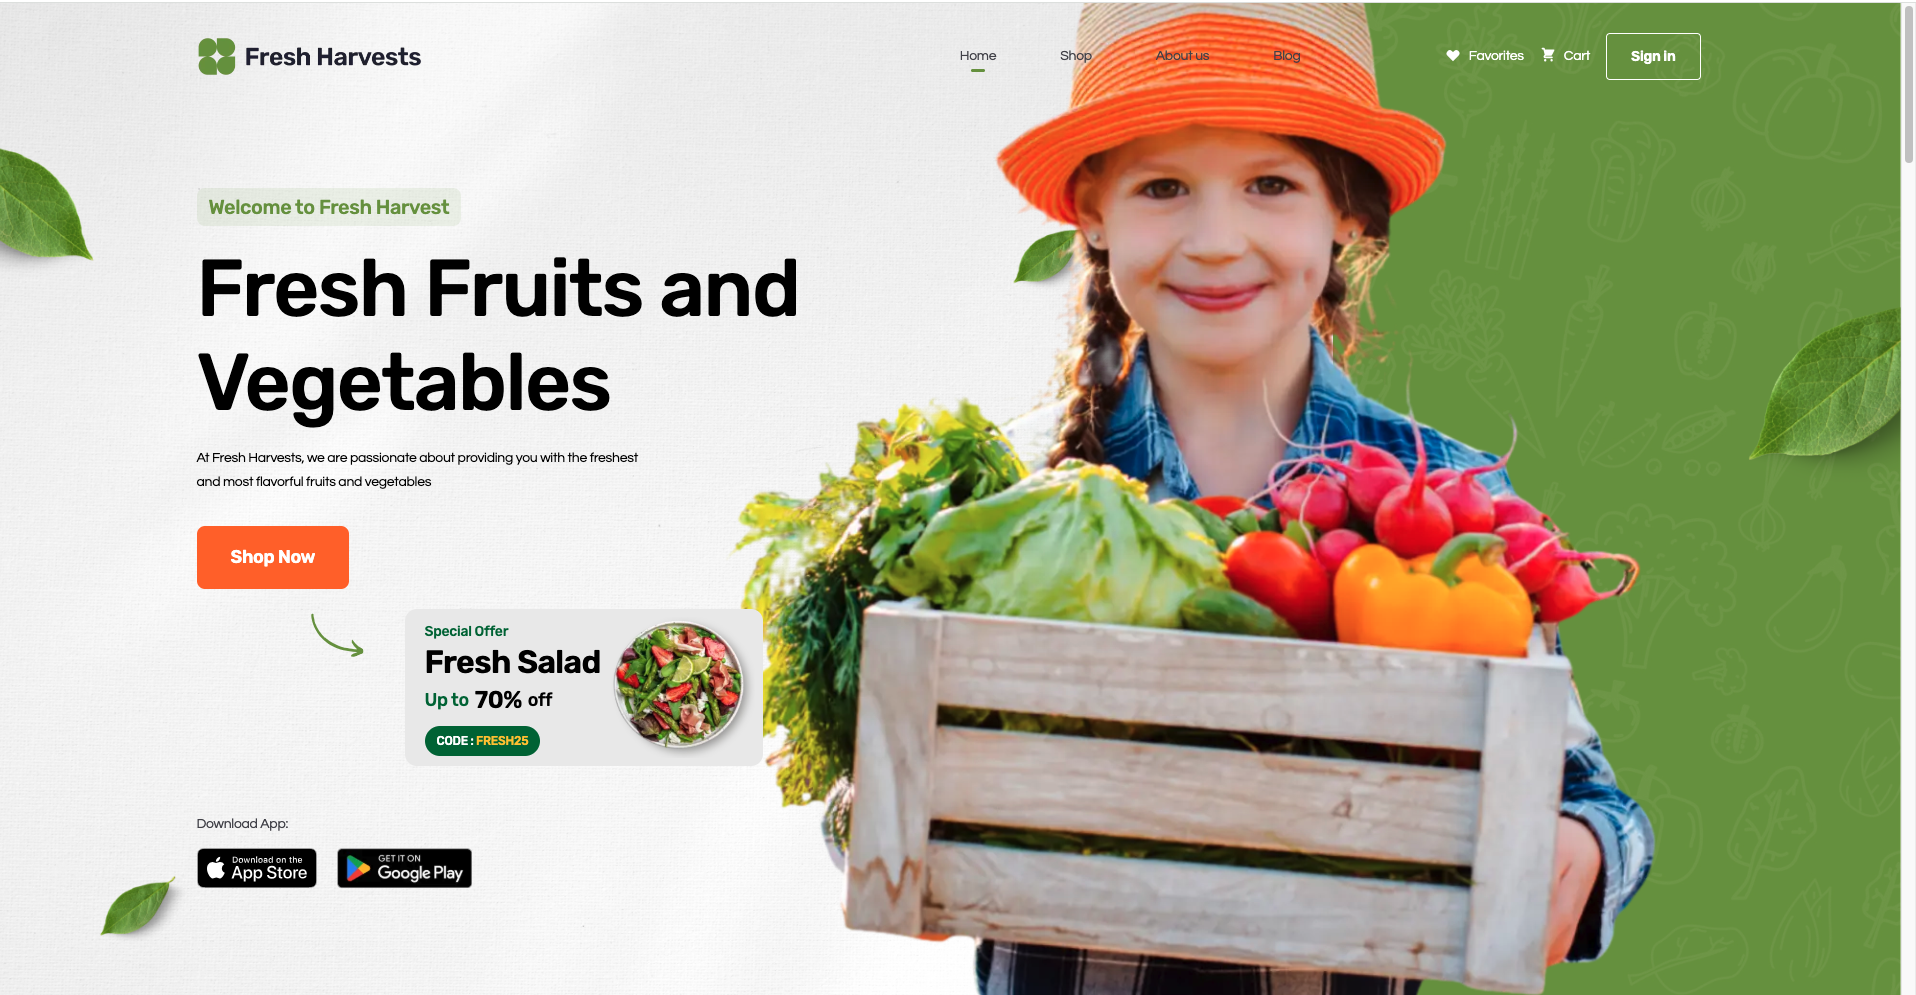 Fresh Harvests
Home
Shop
About us
Blog
Favorites
Cart
Sign in
Welcome to Fresh Harvest
Fresh Fruits and
Vegetables
At Fresh Harvests, we are passionate about providing you with the freshest
and most flavorful fruits and vegetables
Shop Now
Special Offer
Fresh Salad
Up to 70% off
CODE : FRESH25
Download App:
Download on the
App Store
GET IT ON
Google Play